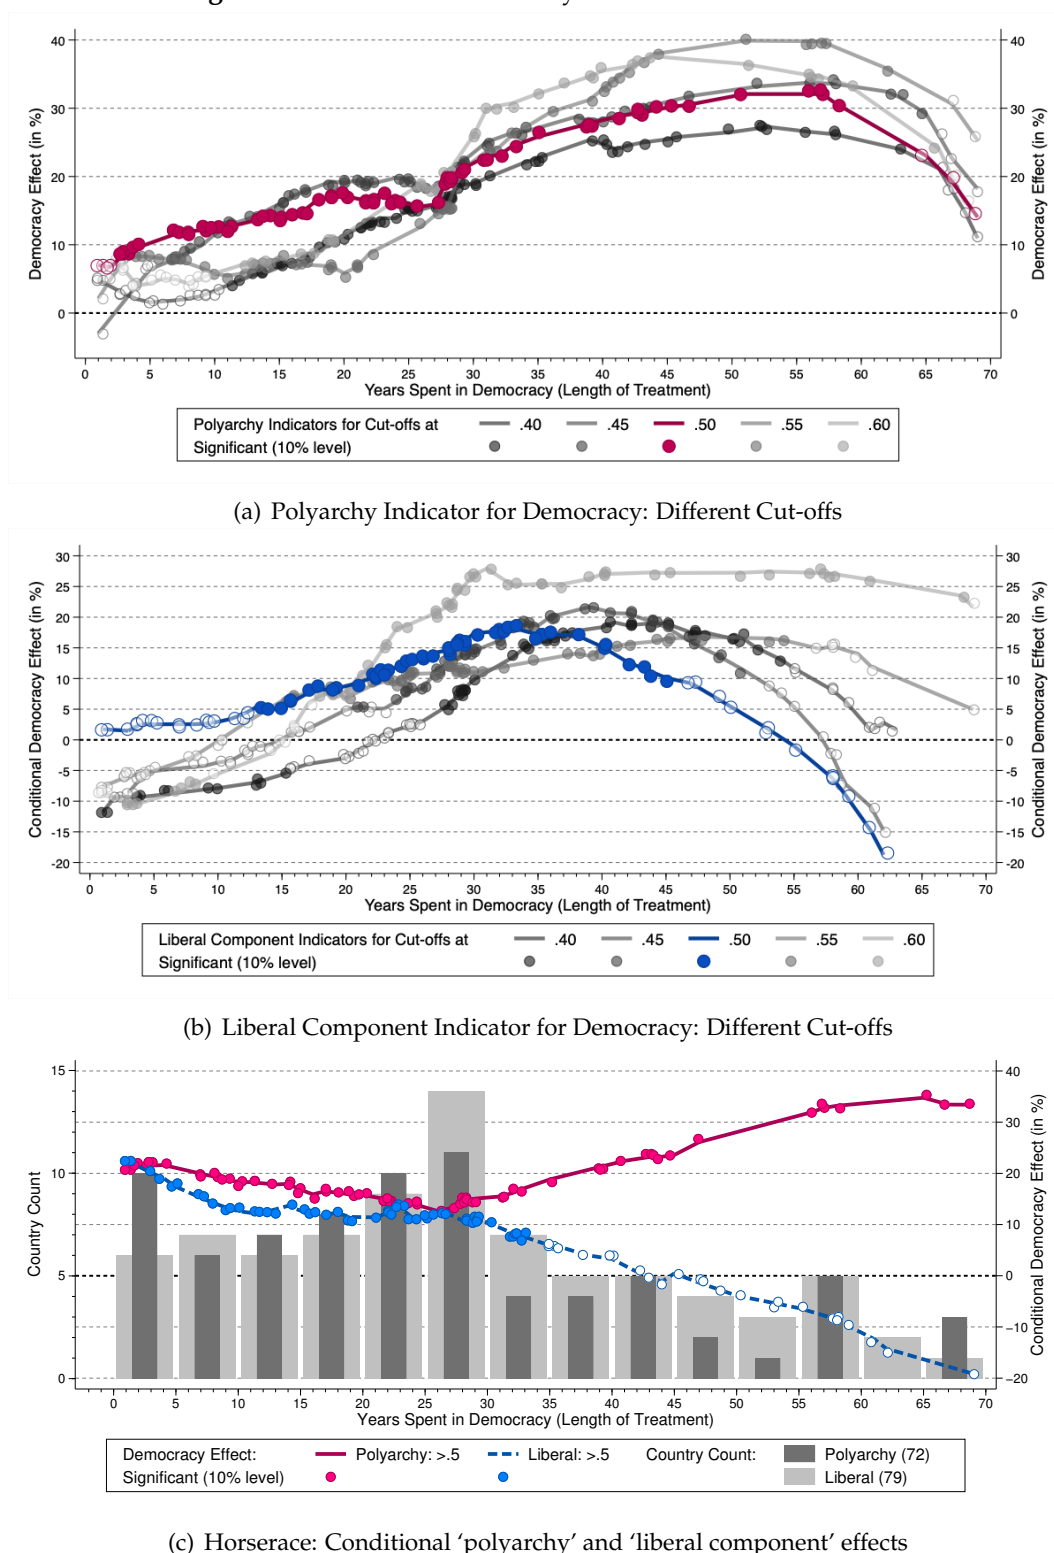 40
30
20
10
0
Democracy Effect (in %)
40
30
20
10
0
Democracy Effect (in %)
0 5 10 15 20 25 30 35 40 45 50 55 60 65 70
Years Spent in Democracy (Length of Treatment)
Polyarchy Indicators for Cut-offs at .40 .45 .50 .55 .60
Significant (10% level)
(a) Polyarchy Indicator for Democracy: Different Cut-offs
30
25
20
15
10
5
0
-5
-10
-15
-20
Conditional Democracy Effect (in %)
30
25
20
15
10
5
0
-5
-10
-15
-20
Conditional Democracy Effect (in %)
0 5 10 15 20 25 30 35 40 45 50 55 60 65 70
Years Spent in Democracy (Length of Treatment)
Liberal Component Indicators for Cut-offs at .40 .45 .50 .55 .60
Significant (10% level)
(b) Liberal Component Indicator for Democracy: Different Cut-offs
15
10
5
0
Country Count
40
30
20
10
0
-10
-20
Conditional Democracy Effect (in %)
0 5 10 15 20 25 30 35 40 45 50 55 60 65 70
Years Spent in Democracy (Length of Treatment)
Democracy Effect: Polyarchy: >.5 Liberal: >.5 Country Count: Polyarchy (72)
Significant (10% level) Liberal (79)
(c) Horserace: Conditional ‘polyarchy’ and ‘liberal component’ effects